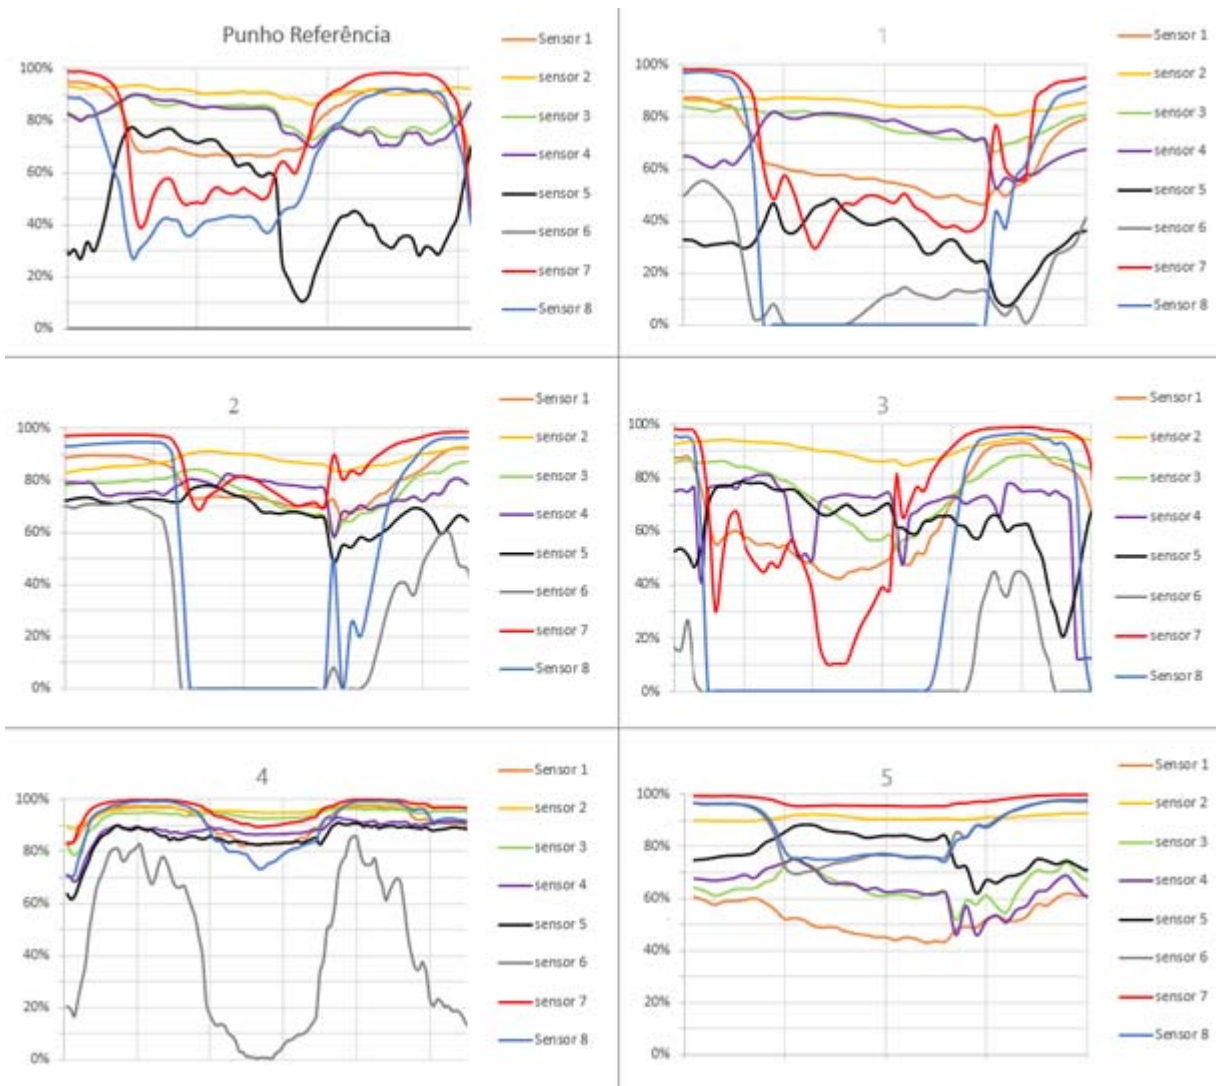 Punho Referência
100%
80%
60%
40%
20%
0%
Sensor 1
sensor 2
sensor 3
sensor 4
sensor 5
sensor 6
sensor 7
Sensor 8
1
100%
80%
60%
40%
20%
0%
Sensor 1
sensor 2
sensor 3
sensor 4
sensor 5
sensor 6
sensor 7
Sensor 8
2
100%
80%
60%
40%
20%
0%
Sensor 1
sensor 2
sensor 3
sensor 4
sensor 5
sensor 6
sensor 7
Sensor 8
3
100%
80%
60%
40%
20%
0%
Sensor 1
sensor 2
sensor 3
sensor 4
sensor 5
sensor 6
sensor 7
Sensor 8
4
100%
80%
60%
40%
20%
0%
Sensor 1
sensor 2
sensor 3
sensor 4
sensor 5
sensor 6
sensor 7
Sensor 8
5
100%
80%
60%
40%
20%
0%
Sensor 1
sensor 2
sensor 3
sensor 4
sensor 5
sensor 6
sensor 7
Sensor 8